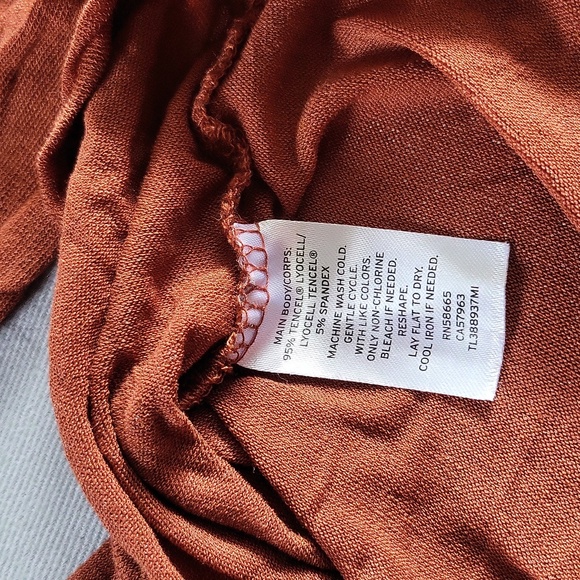 MAIN BODY/CORPS:
95% TENCEL® LYOCELL/
LYOCELL TENCEL®
5% SPANDEX
MACHINE WASH COLD.
GENTLE CYCLE.
WITH LIKE COLORS.
ONLY NON-CHLORINE
BLEACH IF NEEDED.
RESHAPE.
LAY FLAT TO DRY.
COOL IRON IF NEEDED.
RN58665
CA57963
TL388937MI